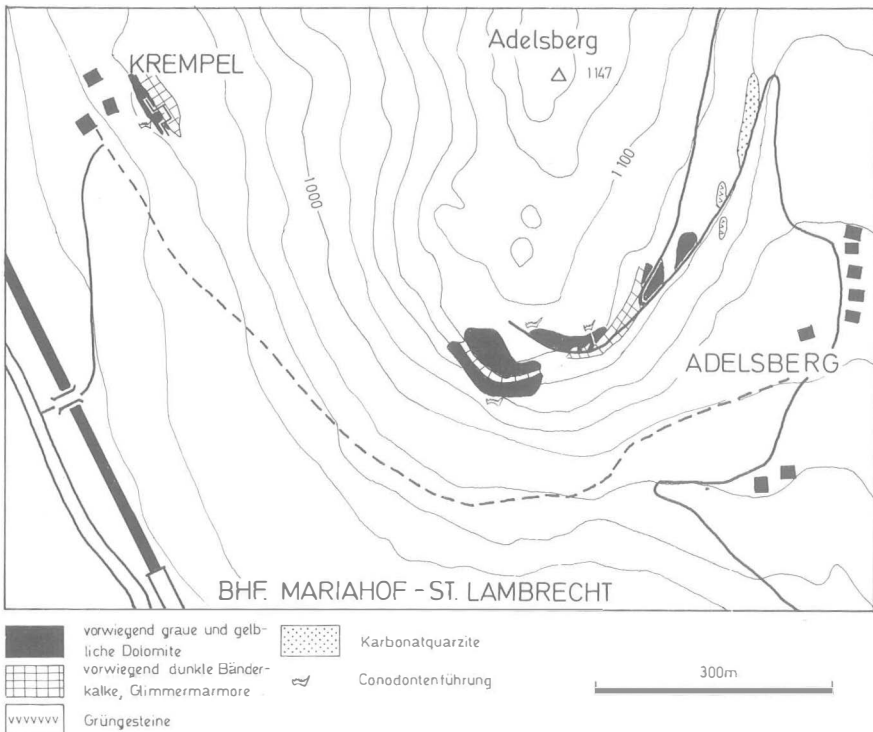 Adelsberg
1147
KREMPEL
1100
1000
ADELSBERG
BHF. MARIAHOF - ST. LAMBRECHT
vorwiegend graue und gelb-
liche Dolomite
vorwiegend dunkle Bänder-
kalke, Glimmermarmore
Grüngesteine
Karbonatquarzite
Conodontenführung
300m